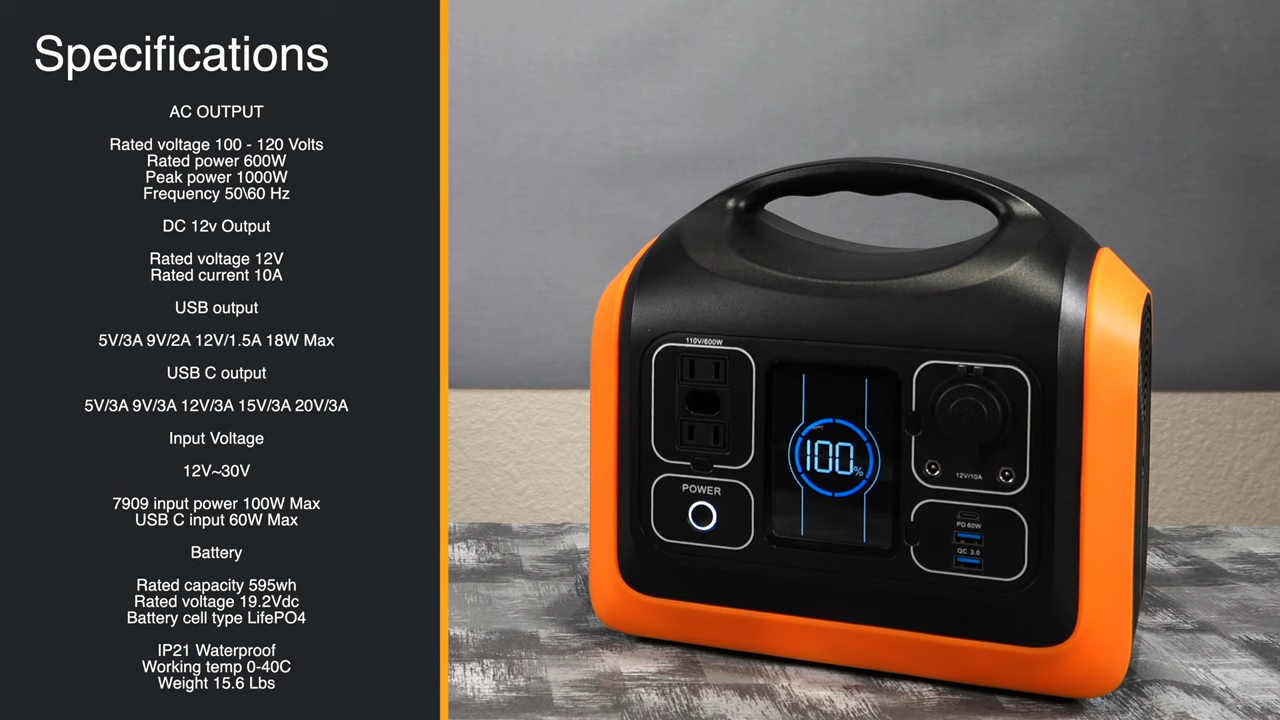 Specifications
AC OUTPUT
Rated voltage 100 - 120 Volts
Rated power 600W
Peak power 1000W
Frequency 50\60 Hz
DC 12v Output
Rated voltage 12V
Rated current 10A
USB output
5V/3A 9V/2A 12V/1.5A 18W Max
USB C output
5V/3A 9V/3A 12V/3A 15V/3A 20V/3A
Input Voltage
12V~30V
7909 input power 100W Max
USB C input 60W Max
Battery
Rated capacity 595wh
Rated voltage 19.2Vdc
Battery cell type LifePO4
IP21 Waterproof
Working temp 0-40C
Weight 15.6 Lbs
110V/600W
POWER
100%
12V/10A
PD 60W
QC 3.0